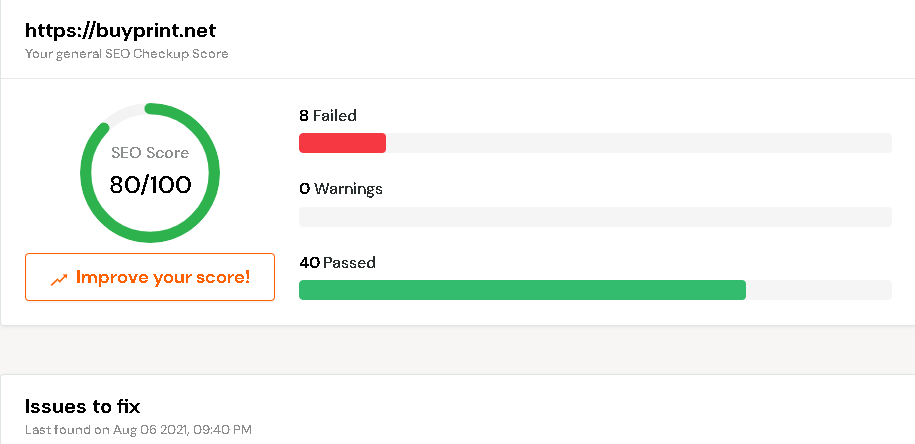 https://buyprint.net
Your general SEO Checkup Score
SEO Score
80/100
Improve your score!
8 Failed
0 Warnings
40 Passed
Issues to fix
Last found on Aug 06 2021, 09:40 PM